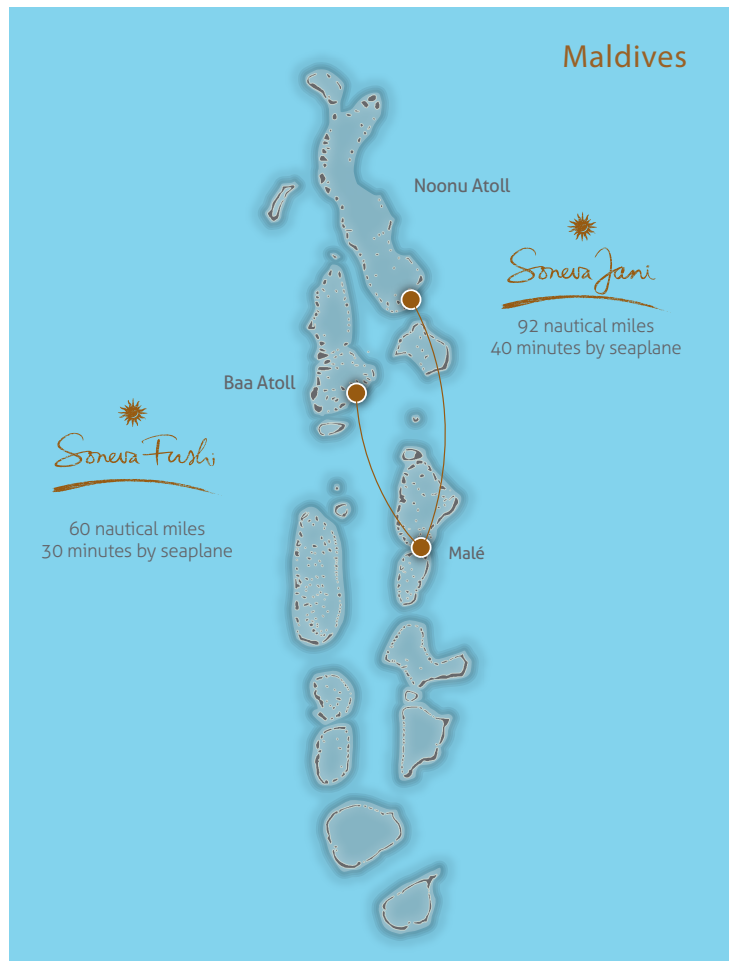 Maldives
Noonu Atoll
Soneva Jani
92 nautical miles
40 minutes by seaplane
Baa Atoll
Soneva Fushi
60 nautical miles
30 minutes by seaplane
Malé